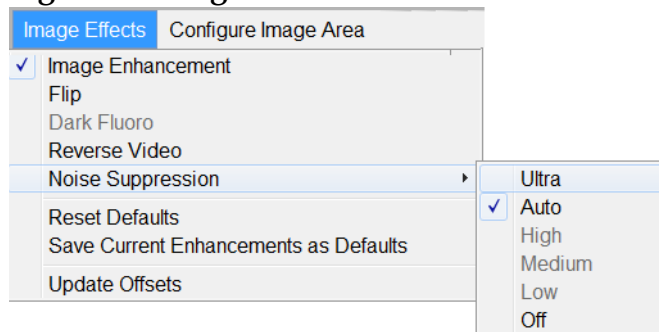 Image Effects Configure Image Area
Image Enhancement
Flip
Dark Fluoro
Reverse Video
Noise Suppression
Reset Defaults
Save Current Enhancements as Defaults
Update Offsets
Ultra
Auto
High
Medium
Low
Off